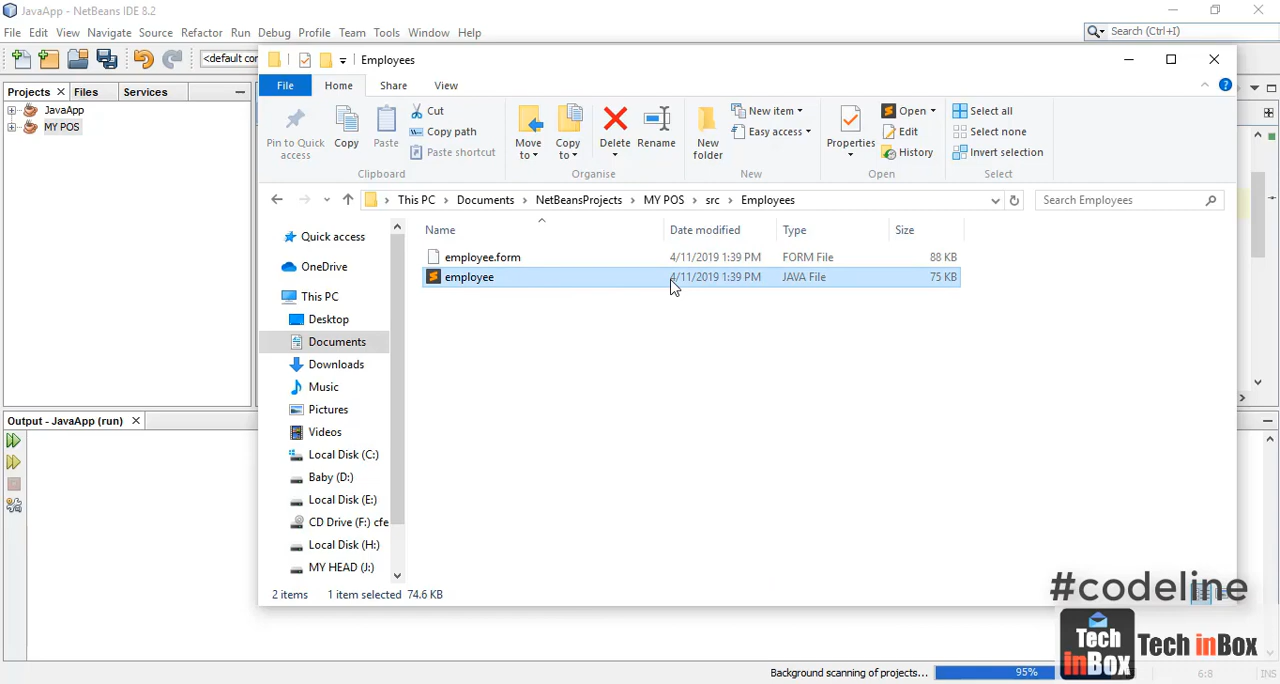 JavaApp - NetBeans IDE 8.2
File Edit View Navigate Source Refactor Run Debug Profile Team Tools Window Help
Search (Ctrl+I)
<default con
Projects Files Services
JavaApp
MY POS
Employees
File Home Share View
Pin to Quick access
Copy
Paste
Cut
Copy path
Paste shortcut
Clipboard
Move to
Copy to
Delete
Rename
Organise
New folder
New item
Easy access
New
Properties
Open
Edit
History
Open
Select all
Select none
Invert selection
Select
This PC > Documents > NetBeansProjects > MY POS > src > Employees
Search Employees
Name Date modified Type Size
employee.form 4/11/2019 1:39 PM FORM File 88 KB
employee 4/11/2019 1:39 PM JAVA File 75 KB
Quick access
OneDrive
This PC
Desktop
Documents
Downloads
Music
Pictures
Videos
Local Disk (C:)
Baby (D:)
Local Disk (E:)
CD Drive (F:) cfe
Local Disk (H:)
MY HEAD (J:)
2 items 1 item selected 74.6 KB
Output - JavaApp (run)
#codeline
Tech inBox
Tech inBox
Background scanning of projects... 95%
6:8 INS